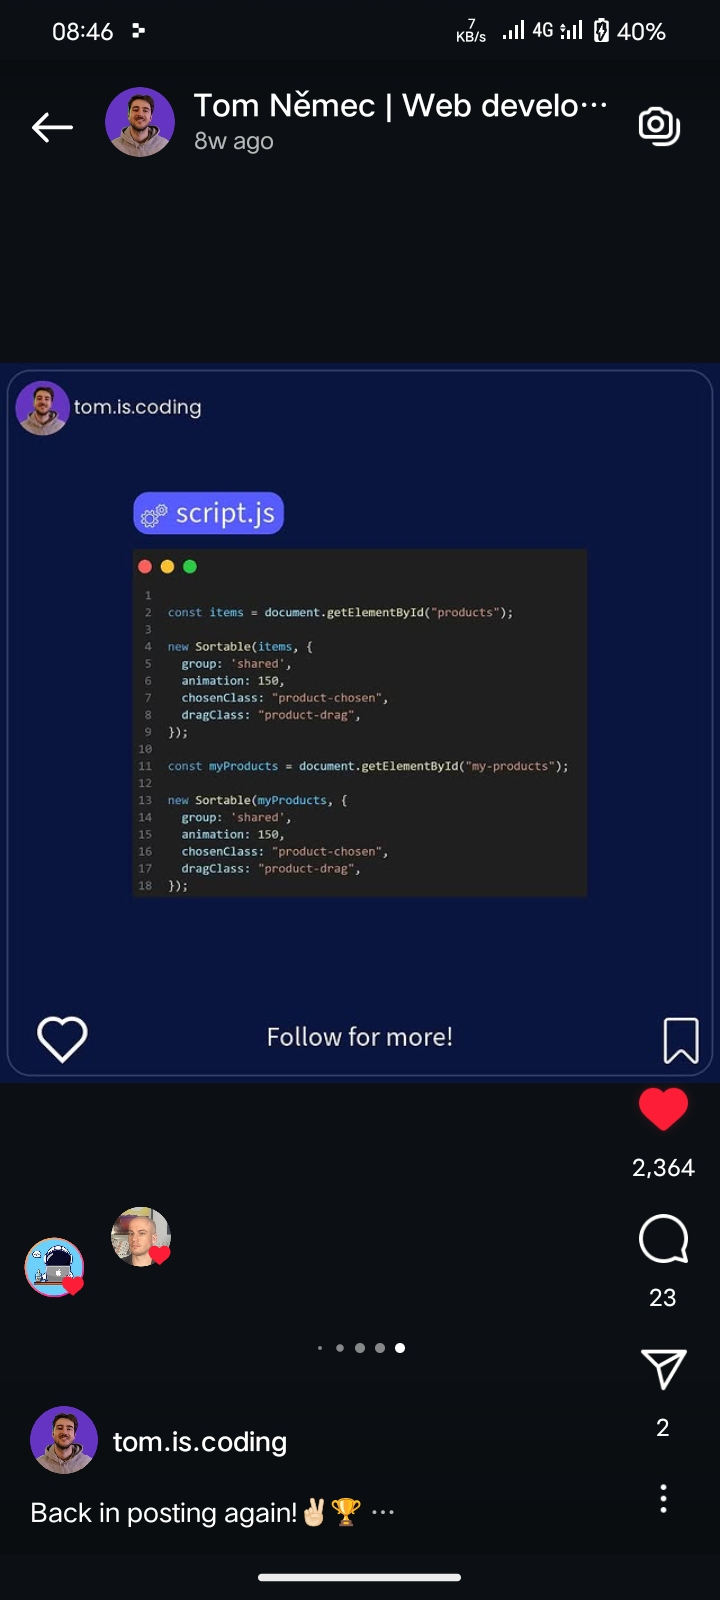 08:46
7
KB/s
4G
40%
Tom Němec | Web develo···
8w ago
tom.is.coding
script.js
1
2 const items = document.getElementById("products");
3
4 new Sortable(items, {
5 group: 'shared',
6 animation: 150,
7 chosenClass: "product-chosen",
8 dragClass: "product-drag",
9 });
10
11 const myProducts = document.getElementById("my-products");
12
13 new Sortable(myProducts, {
14 group: 'shared',
15 animation: 150,
16 chosenClass: "product-chosen",
17 dragClass: "product-drag",
18 });
Follow for more!
2,364
23
2
tom.is.coding
Back in posting again!✌🏻🏆 ···